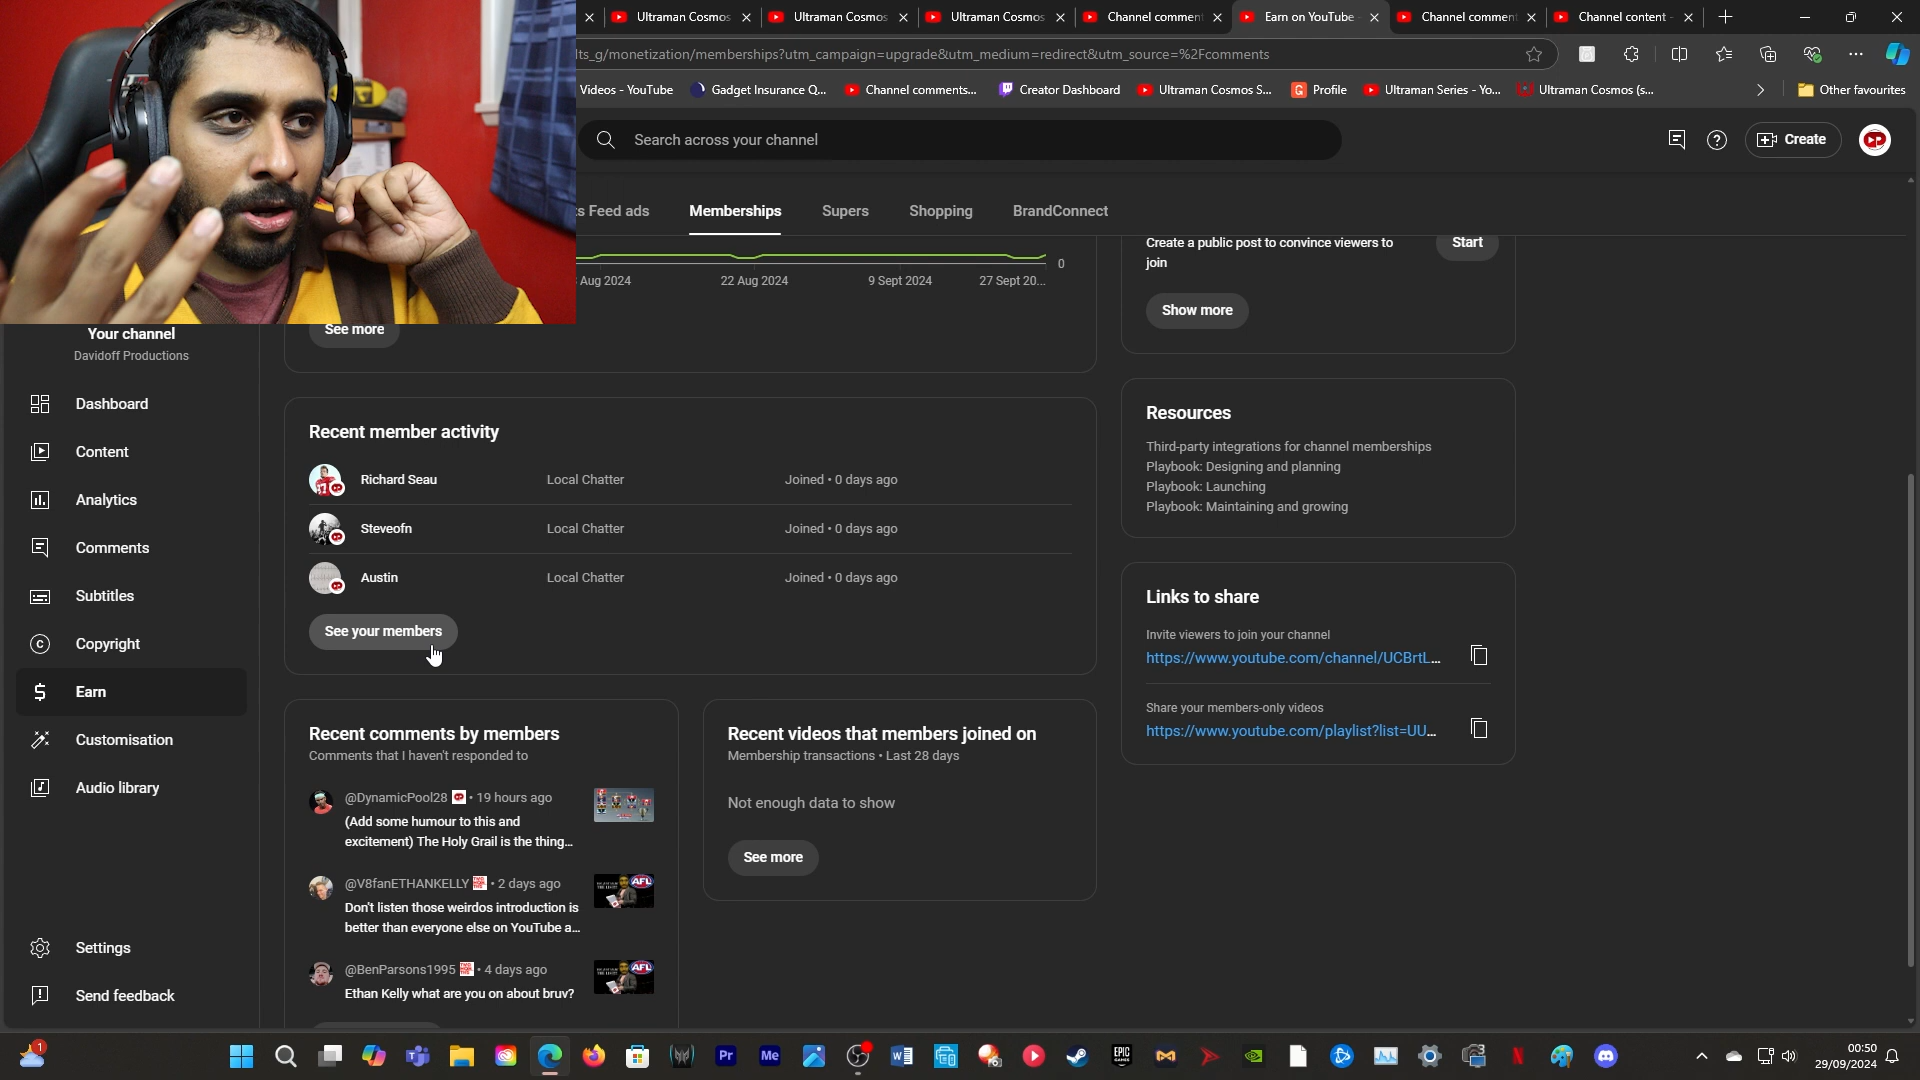 Ultraman Cosmos
Ultraman Cosmos
Ultraman Cosmos
Channel commen
Earn on YouTube
Channel commen
Channel content -
lts_g/monetization/memberships?utm_campaign=upgrade&utm_medium=redirect&utm_source=%2Fcomments
Videos - YouTube
Gadget Insurance Q...
Channel comments...
Creator Dashboard
Ultraman Cosmos S...
Profile
Ultraman Series - Yo...
Ultraman Cosmos (s...
Other favourites
Search across your channel
Create
s Feed ads
Memberships
Supers
Shopping
BrandConnect
0
Aug 2024
22 Aug 2024
9 Sept 2024
27 Sept 20...
See more
Create a public post to convince viewers to
join
Start
Show more
Your channel
Davidoff Productions
Dashboard
Content
Analytics
Comments
Subtitles
Copyright
Earn
Customisation
Audio library
Settings
Send feedback
Recent member activity
Richard Seau Local Chatter Joined • 0 days ago
Steveofn Local Chatter Joined • 0 days ago
Austin Local Chatter Joined • 0 days ago
See your members
Resources
Third-party integrations for channel memberships
Playbook: Designing and planning
Playbook: Launching
Playbook: Maintaining and growing
Links to share
Invite viewers to join your channel
https://www.youtube.com/channel/UCBrtL...
Share your members-only videos
https://www.youtube.com/playlist?list=UU...
Recent comments by members
Comments that I haven't responded to
@DynamicPool28 • 19 hours ago
(Add some humour to this and
excitement) The Holy Grail is the thing...
@V8fanETHANKELLY • 2 days ago
Don't listen those weirdos introduction is
better than everyone else on YouTube a...
AFL
@BenParsons1995 • 4 days ago
Ethan Kelly what are you on about bruv?
AFL
Recent videos that members joined on
Membership transactions • Last 28 days
Not enough data to show
See more
1
Pr
Me
EPIC
00:50
29/09/2024